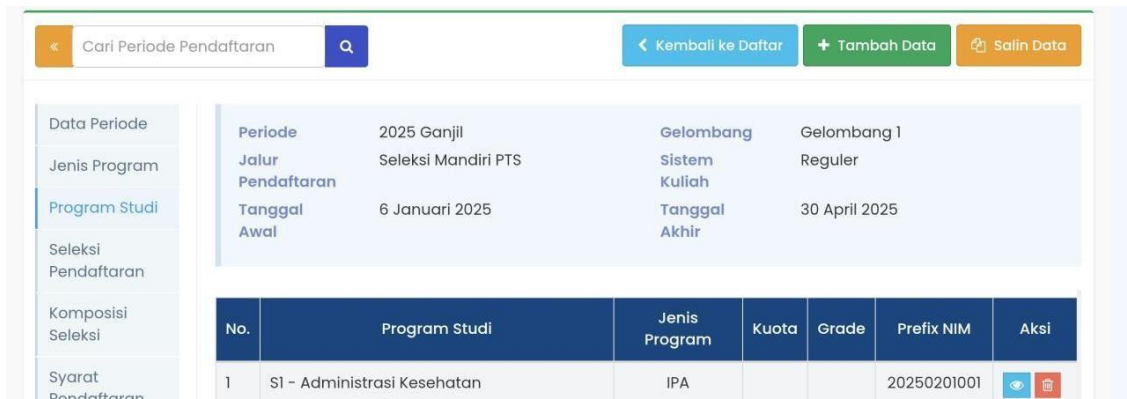 «
Cari Periode Pendaftaran
Kembali ke Daftar
+ Tambah Data
Salin Data
Data Periode
Jenis Program
Program Studi
Seleksi
Pendaftaran
Komposisi
Seleksi
Syarat
Pendaftaran
Periode 2025 Ganjil Gelombang Gelombang 1
Jalur Seleksi Mandiri PTS Sistem Reguler
Pendaftaran Kuliah
Tanggal 6 Januari 2025 Tanggal 30 April 2025
Awal Akhir
No. Program Studi Jenis Program Kuota Grade Prefix NIM Aksi
1 S1 - Administrasi Kesehatan IPA 20250201001